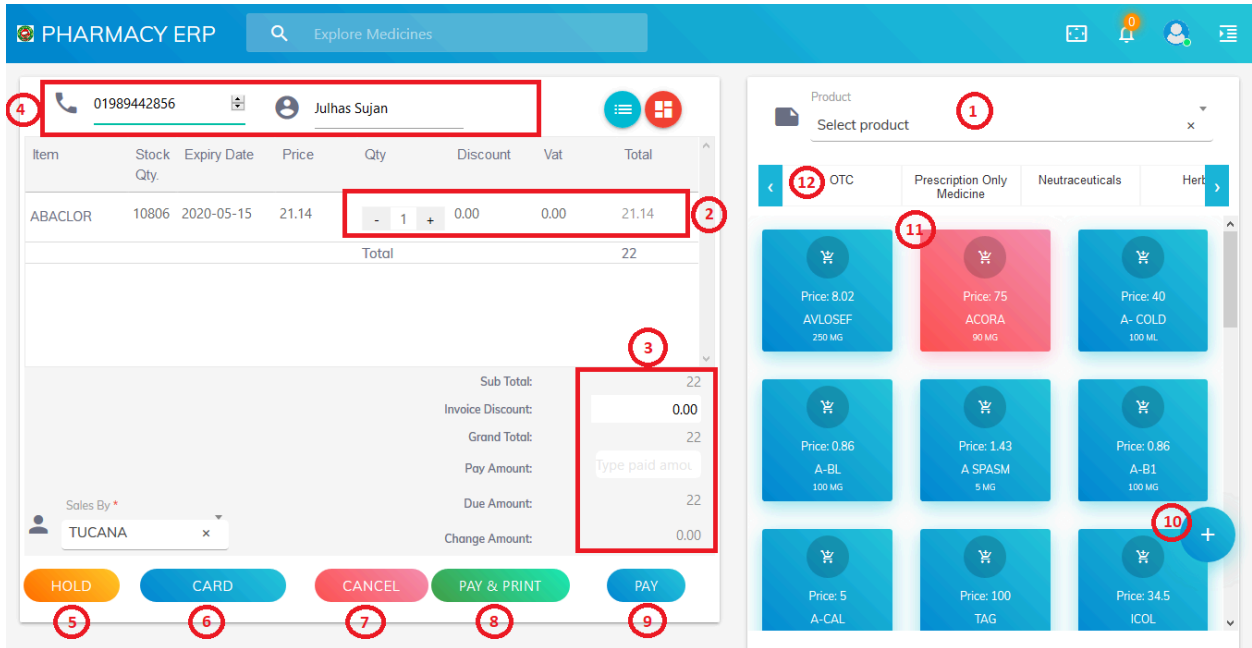 PHARMACY ERP
Explore Medicines
0
4
01989442856
Julhas Sujan
Item Stock Qty. Expiry Date Price Qty Discount Vat Total
ABACLOR 10806 2020-05-15 21.14 - 1 + 0.00 0.00 21.14
2
Total 22
3
Sub Total: 22
Invoice Discount: 0.00
Grand Total: 22
Pay Amount: Type paid amou
Due Amount: 22
Change Amount: 0.00
Sales By *
TUCANA ×
HOLD CARD CANCEL PAY & PRINT PAY
5 6 7 8 9
Product
Select product ×
1
‹ 12 OTC Prescription Only Medicine Neutraceuticals Herb ›
11
Price: 8.02 Price: 75 Price: 40
AVLOSEF ACORA A- COLD
250 MG 90 MG 100 ML
Price: 0.86 Price: 1.43 Price: 0.86
A-BL A SPASM A-B1
100 MG 5 MG 100 MG
10 +
Price: 5 Price: 100 Price: 34.5
A-CAL TAG ICOL